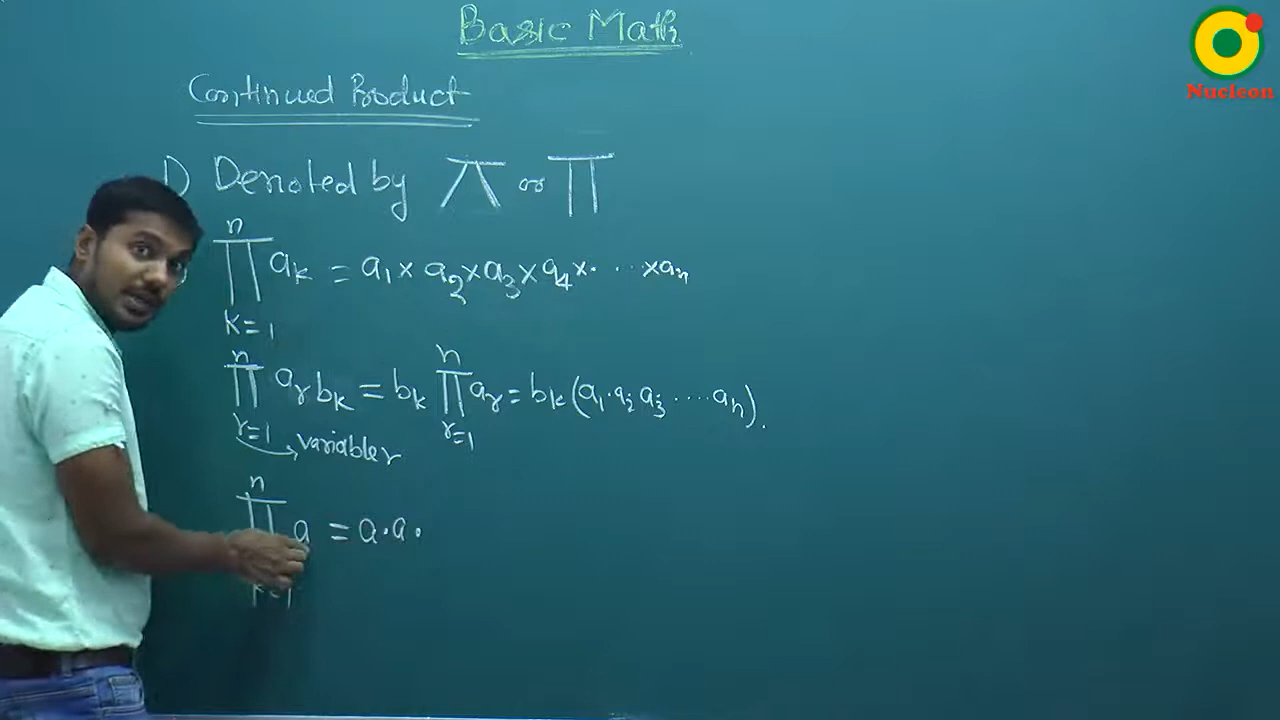 Basic Math
Nucleon
Continued Product
1) Denoted by ⊼ or ∏
n
∏ aₖ = a₁ × a₂ × a₃ × a₄ × · ··· × aₙ
k=1
n n
∏ aᵣ bₖ = bₖ ∏ aᵣ = bₖ (a₁·a₂ a₃ ···· aₙ).
r=1 r=1
variable r
n
∏ a = a·a·